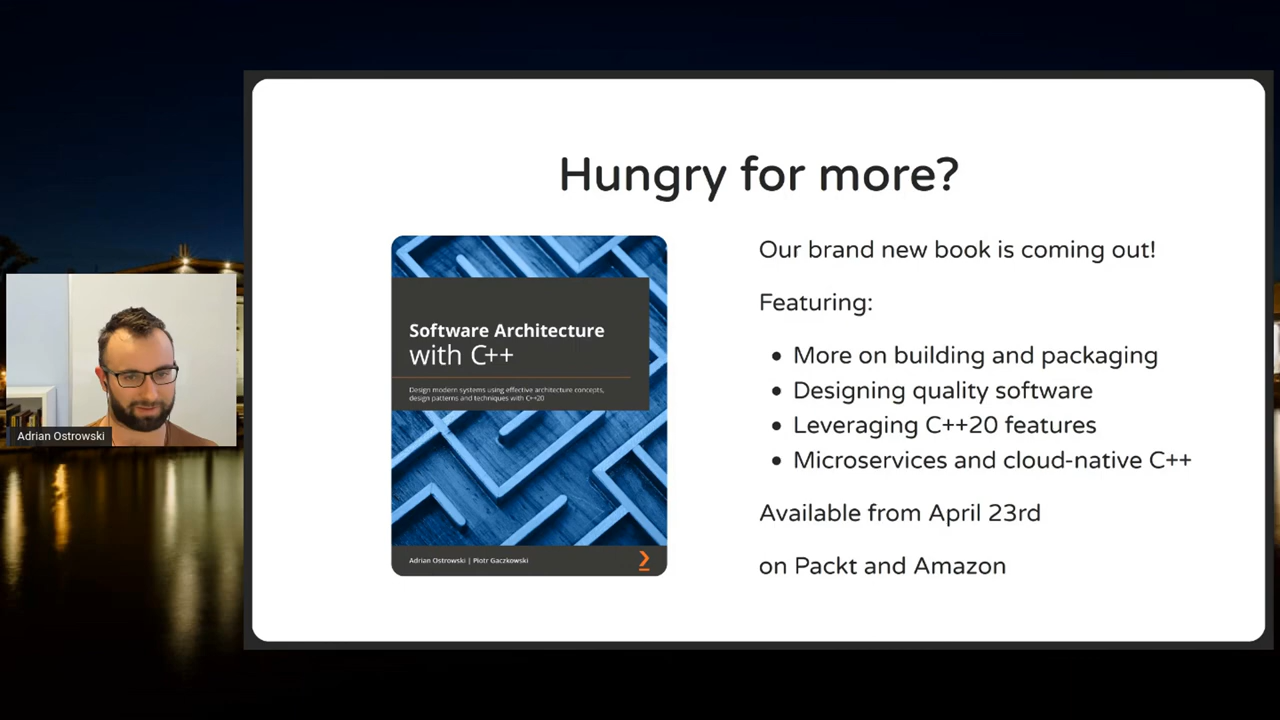 Hungry for more?
Software Architecture
with C++
Design modern systems using effective architecture concepts,
design patterns and techniques with C++20
Adrian Ostrowski | Piotr Gaczkowski
Our brand new book is coming out!
Featuring:
• More on building and packaging
• Designing quality software
• Leveraging C++20 features
• Microservices and cloud-native C++
Available from April 23rd
on Packt and Amazon
Adrian Ostrowski